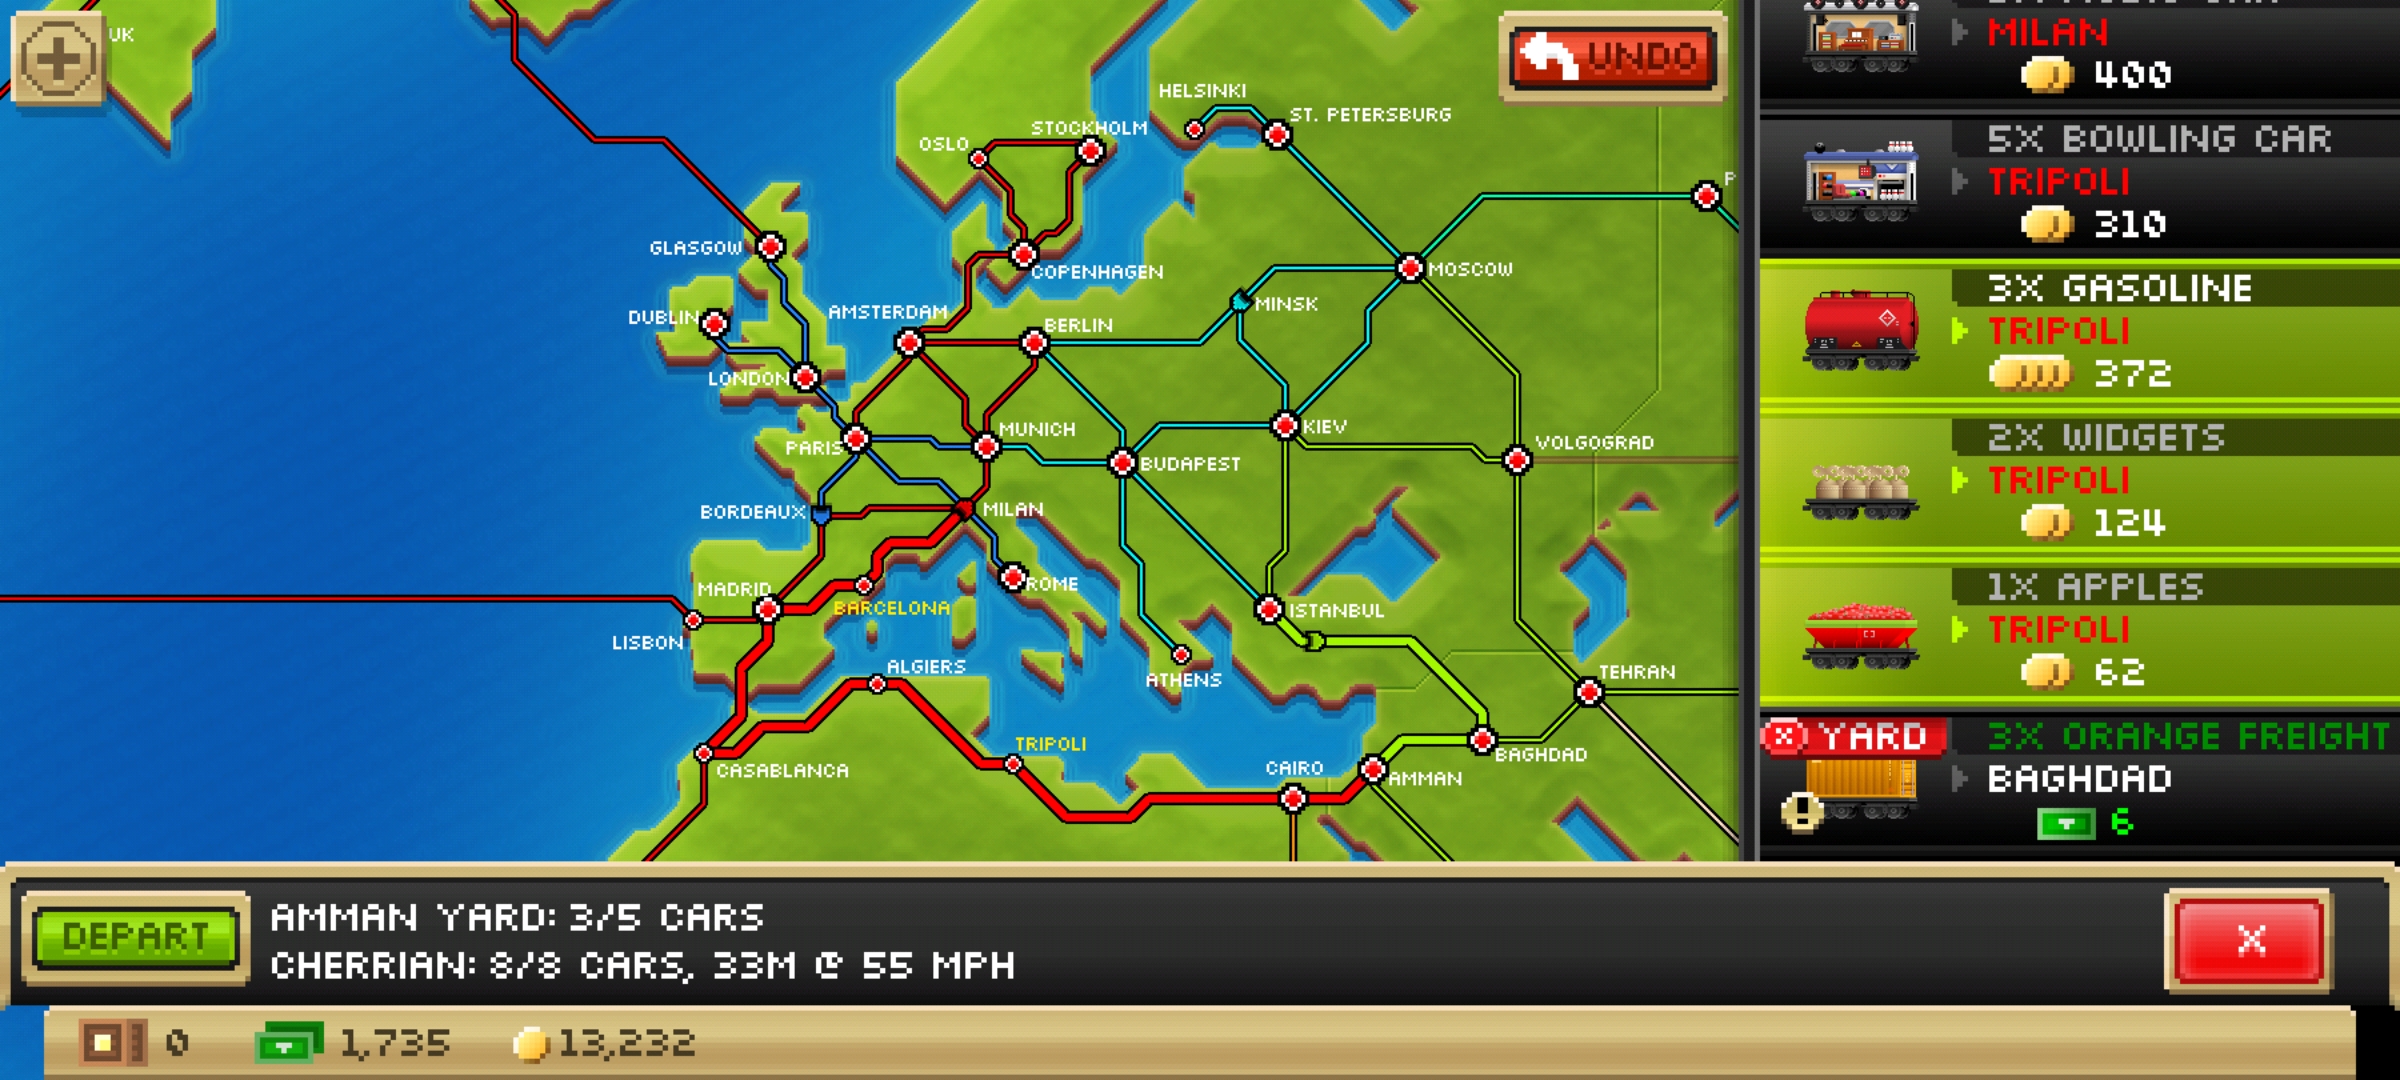 UK
UNDO
HELSINKI
ST. PETERSBURG
STOCKHOLM
OSLO
P
GLASGOW
COPENHAGEN
MOSCOW
MINSK
DUBLIN
AMSTERDAM
BERLIN
LONDON
MUNICH
KIEV
PARIS
BUDAPEST
VOLGOGRAD
BORDEAUX
MILAN
MADRID
ROME
BARCELONA
ISTANBUL
LISBON
ALGIERS
ATHENS
TEHRAN
TRIPOLI
CASABLANCA
CAIRO
AMMAN
BAGHDAD
MILAN
400
5X BOWLING CAR
TRIPOLI
310
3X GASOLINE
TRIPOLI
372
2X WIDGETS
TRIPOLI
124
1X APPLES
TRIPOLI
62
X YARD
3X ORANGE FREIGHT
BAGHDAD
6
DEPART
AMMAN YARD: 3/5 CARS
CHERRIAN: 8/8 CARS, 33M @ 55 MPH
X
0
1,735
13,232